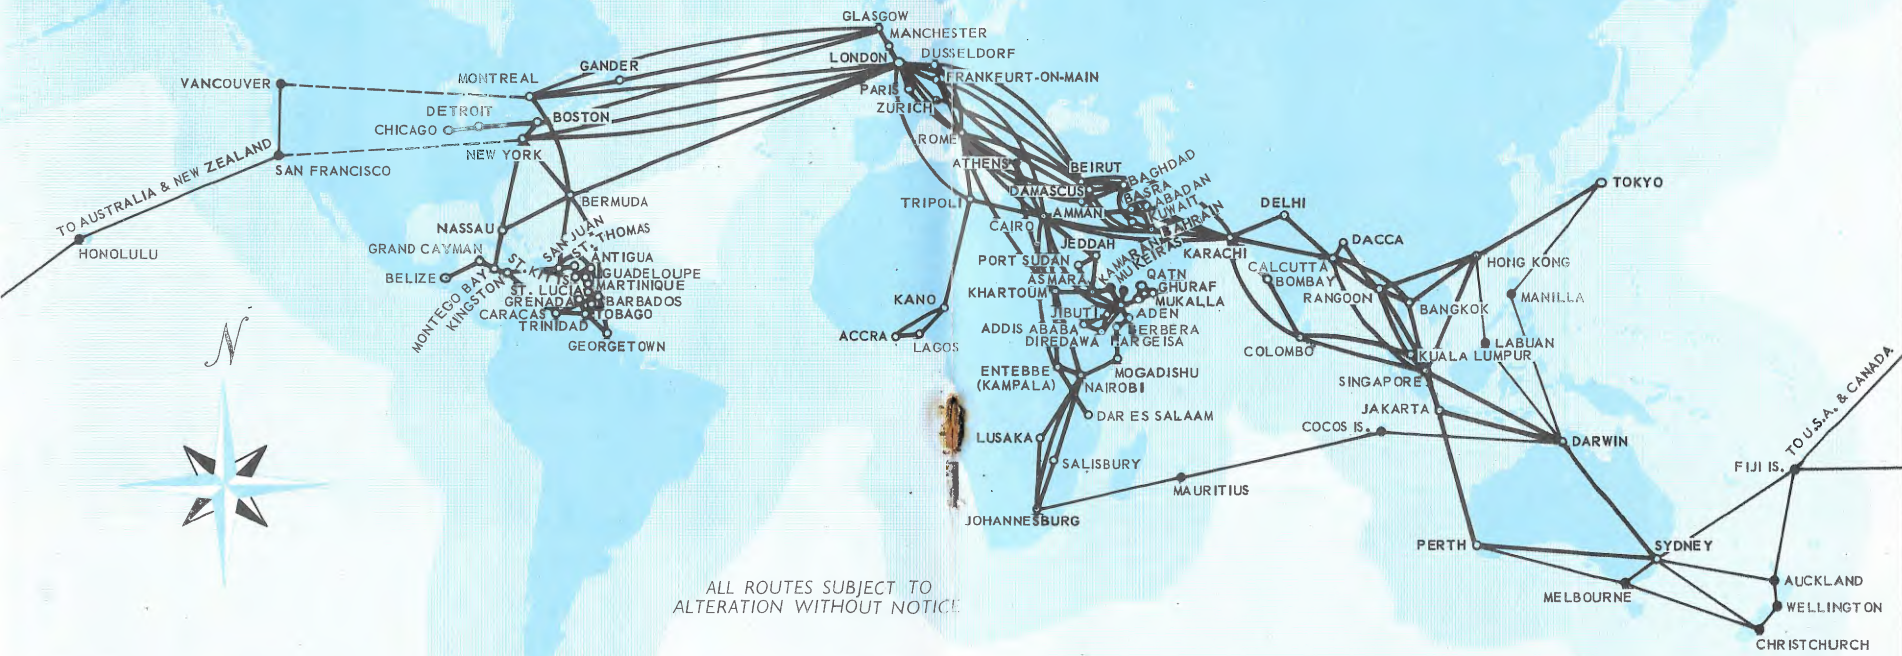 GLASGOW
MANCHESTER
LONDON
DUSSELDORF
FRANKFURT-ON-MAIN
PARIS
ZURICH
ROME
ATHENS
BEIRUT
BAGHDAD
BASRA
ABADAN
KUWAIT
BAHRAIN
DAMASCUS
AMMAN
CAIRO
TRIPOLI
GANDER
MONTREAL
VANCOUVER
DETROIT
CHICAGO
BOSTON
NEW YORK
SAN FRANCISCO
TO AUSTRALIA & NEW ZEALAND
HONOLULU
BERMUDA
NASSAU
GRAND CAYMAN
BELIZE
MONTEGO BAY
KINGSTON
SAN JUAN
ST. THOMAS
ST. KITTS
ANTIGUA
GUADELOUPE
MARTINIQUE
ST. LUCIA
BARBADOS
GRENADA
TOBAGO
CARACAS
TRINIDAD
GEORGETOWN
N
KANO
ACCRA
LAGOS
JEDDAH
PORT SUDAN
KAMARAN
MUKEIRAS
ASMARA
QATN
GHURAF
MUKALLA
KHARTOUM
JIBUTI
ADEN
ADDIS ABABA
BERBERA
DIREDAWA
HARGEISA
ENTEBBE
(KAMPALA)
MOGADISHU
NAIROBI
DAR ES SALAAM
LUSAKA
SALISBURY
JOHANNESBURG
MAURITIUS
COCOS IS.
KARACHI
DELHI
DACCA
CALCUTTA
BOMBAY
RANGOON
COLOMBO
BANGKOK
HONG KONG
TOKYO
MANILLA
LABUAN
KUALA LUMPUR
SINGAPORE
JAKARTA
DARWIN
PERTH
SYDNEY
MELBOURNE
FIJI IS.
TO U.S.A. & CANADA
AUCKLAND
WELLINGTON
CHRISTCHURCH
ALL ROUTES SUBJECT TO
ALTERATION WITHOUT NOTICE